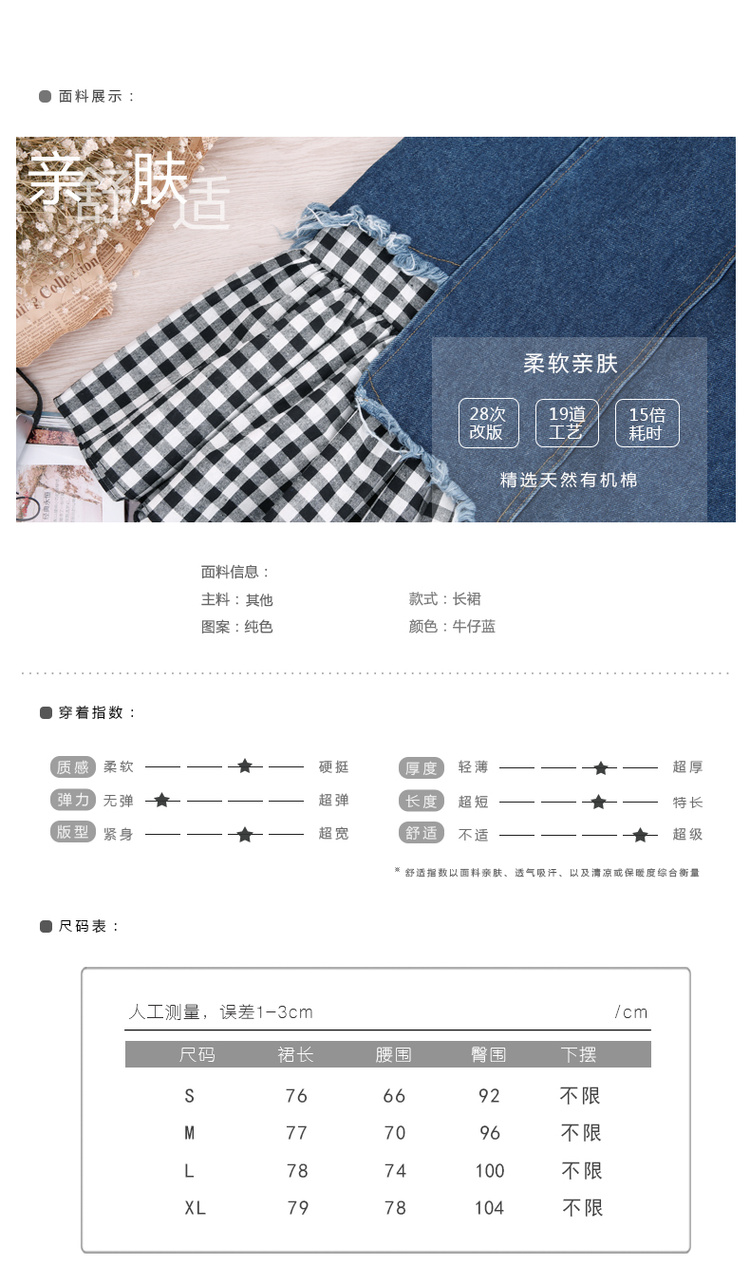 面料展示：
亲 肤
舒 适
ng Collection
柔软亲肤
28次 19道 15倍
改版 工艺 耗时
精选天然有机棉
面料信息：
主料：其他 款式：长裙
图案：纯色 颜色：牛仔蓝
穿着指数：
质感 柔软 硬挺 厚度 轻薄 超厚
弹力 无弹 超弹 长度 超短 特长
版型 紧身 超宽 舒适 不适 超级
* 舒适指数以面料亲肤、透气吸汗、以及清凉或保暖度综合衡量
尺码表：
人工测量，误差1-3cm /cm
尺码 裙长 腰围 臀围 下摆
S 76 66 92 不限
M 77 70 96 不限
L 78 74 100 不限
XL 79 78 104 不限